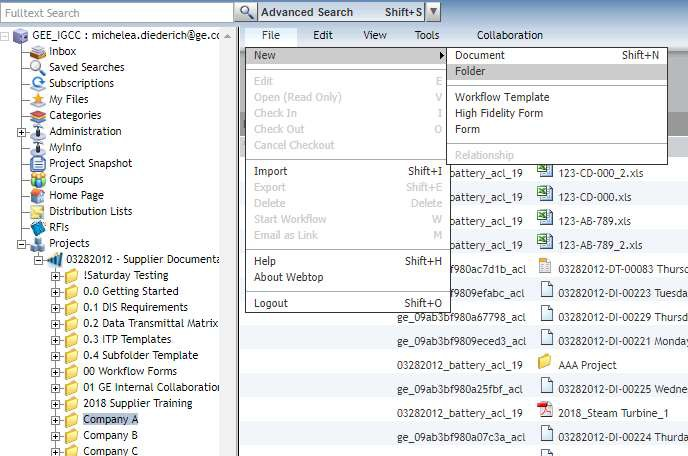 Fulltext Search
Advanced Search Shift+S
GEE_IGCC : michelea.diederich@ge.co
Inbox
Saved Searches
Subscriptions
My Files
Categories
Administration
MyInfo
Project Snapshot
Groups
Home Page
Distribution Lists
RFIs
Projects
03282012 - Supplier Documenta
!Saturday Testing
0.0 Getting Started
0.1 DIS Requirements
0.2 Data Transmittal Matrix
0.3 ITP Templates
0.4 Subfolder Template
00 Workflow Forms
01 GE Internal Collaboration
2018 Supplier Training
Company A
Company B
Company C
File Edit View Tools Collaboration
New
Edit E
Open (Read Only) V
Check In I
Check Out O
Cancel Checkout
Import Shift+I
Export Shift+E
Delete Delete
Start Workflow W
Email as Link M
Help Shift+H
About Webtop
Logout Shift+O
Document Shift+N
Folder
Workflow Template
High Fidelity Form
Form
Relationship
_battery_acl_19 123-CD-000_2.xls
123-CD-000.xls
123-AB-789.xls
_battery_acl_19 123-AB-789_2.xls
ge_09ab3bf980ac7d1b_acl 03282012-DT-00083 Thursd
ge_09ab3bf9809efabc_acl 03282012-DI-00223 Tuesda
ge_09ab3bf980a67798_acl 03282012-DI-00229 Thursd
ge_09ab3bf9809eced3_acl 03282012-DI-00221 Monday
03282012_battery_acl_19 AAA Project
ge_09ab3bf980a25fbf_acl 03282012-DI-00225 Wedne
03282012_battery_acl_19 2018_Steam Turbine_1
ge_09ab3bf980a07c3a_acl 03282012-DI-00224 Thursd